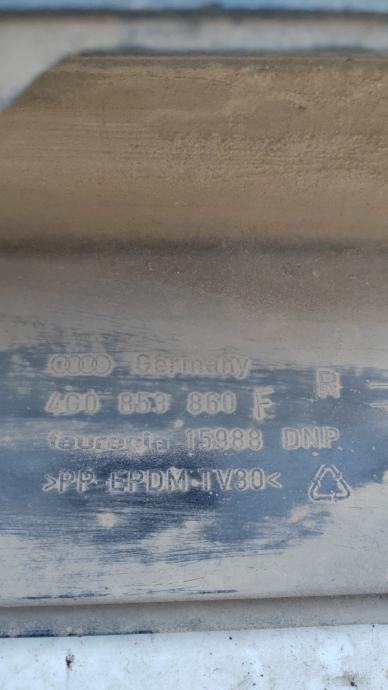 Germany
R
4G0 853 860 F
faurecia 15988 DNP
>PP EPDM-TV30<